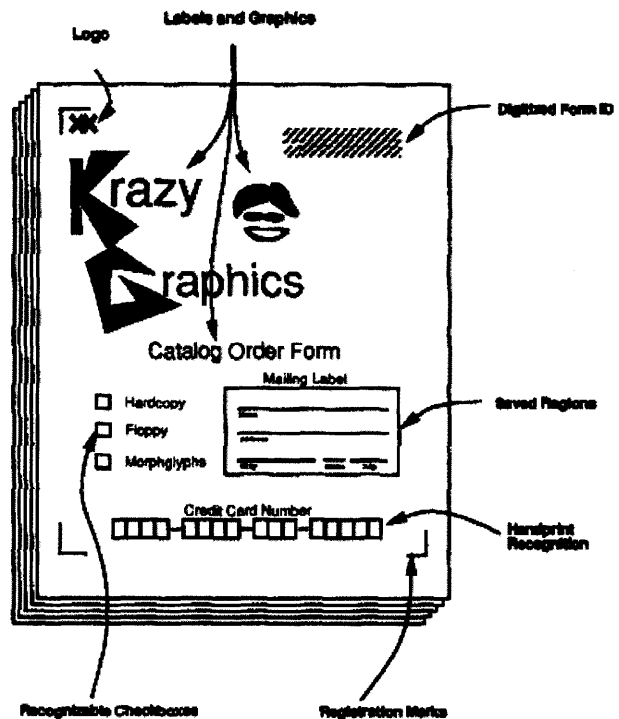 Labels and Graphics
Logo
Digitized Form ID
Krazy
Graphics
Catalog Order Form
Mailing Label
Hardcopy
Floppy
Morphglyphs
Saved Regions
Credit Card Number
Handprint
Recognition
Recognizable Checkboxes
Registration Marks